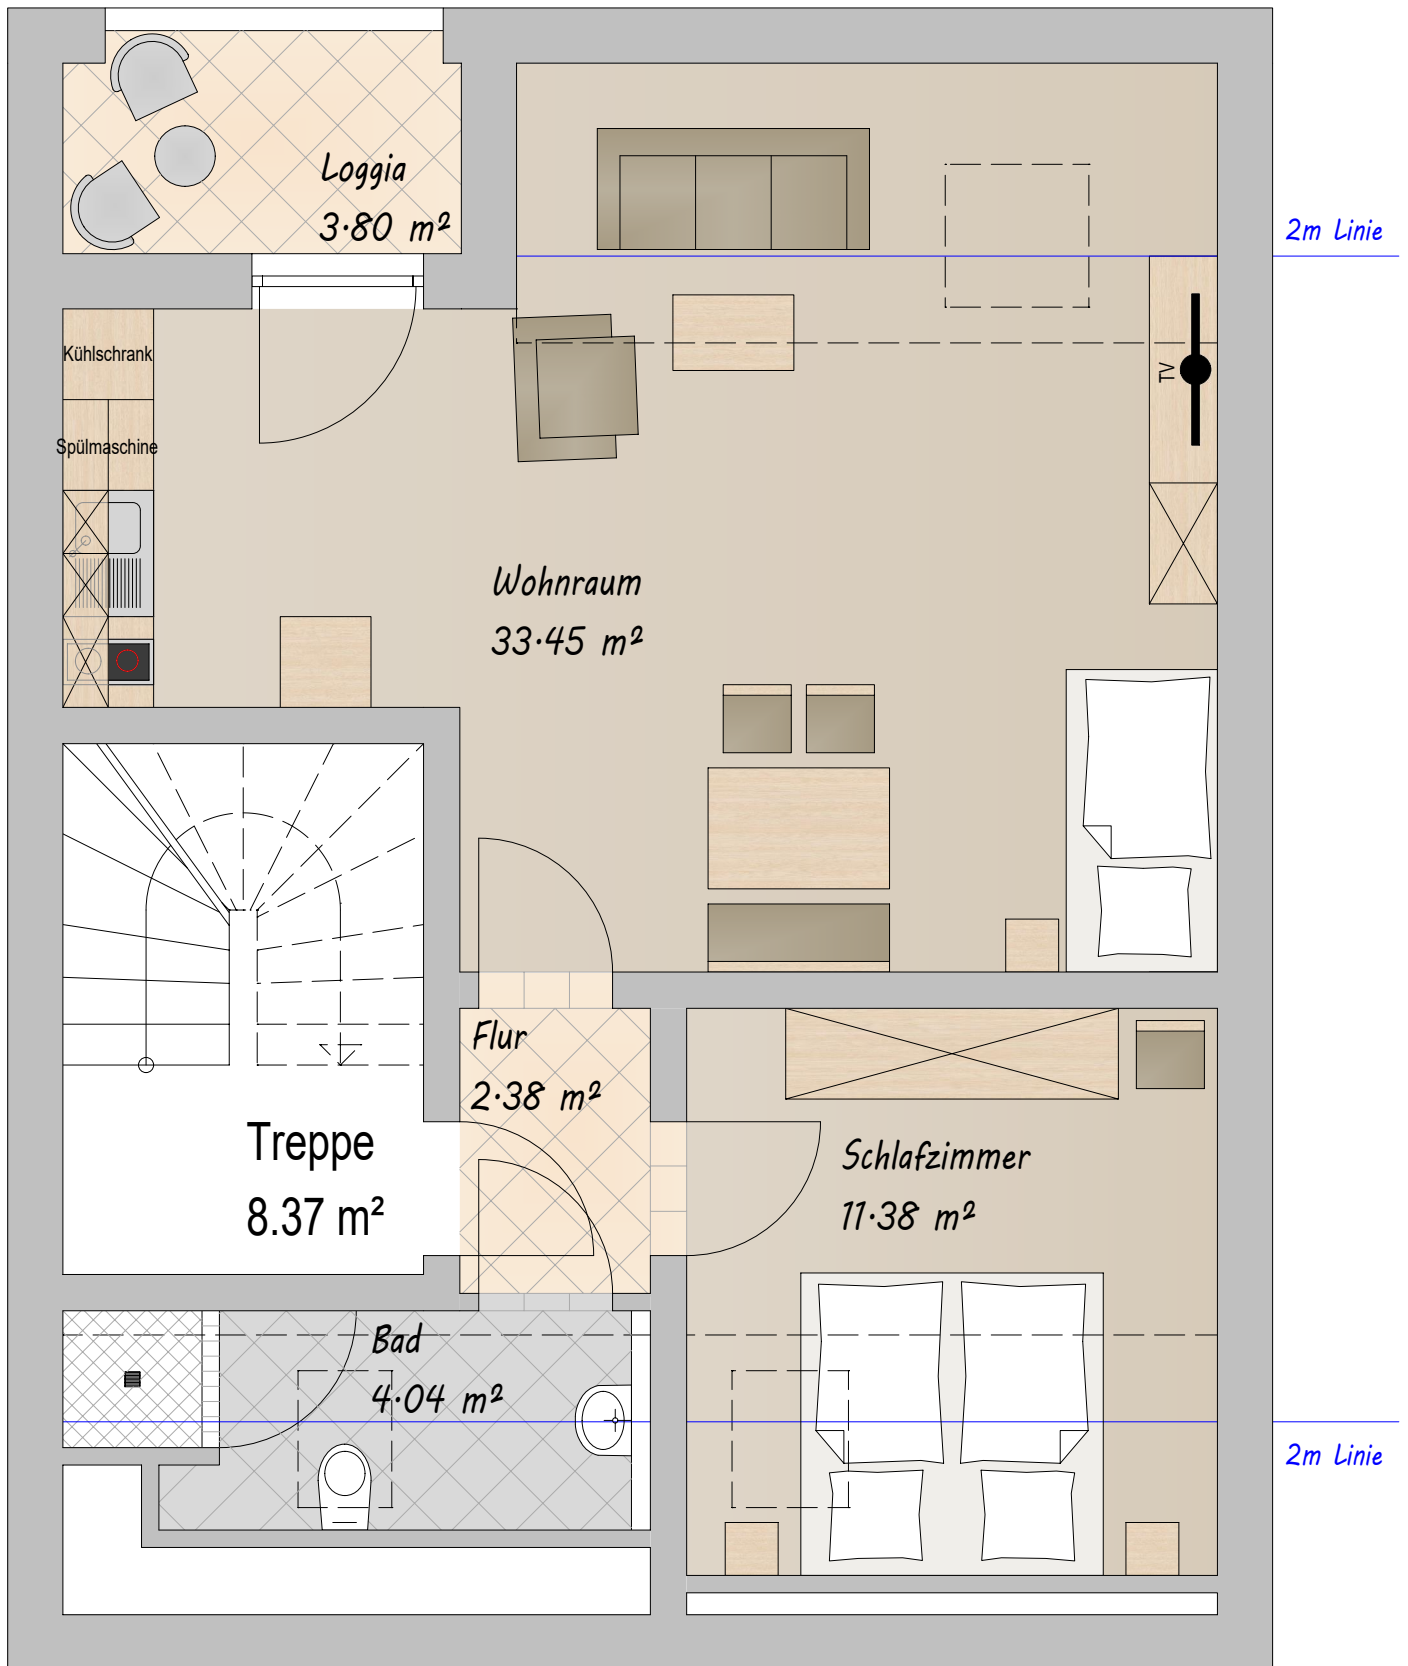 Loggia
3.80 m²
2m Linie
Kühlschrank
TV
Spülmaschine
Wohnraum
33.45 m²
Flur
2.38 m²
Treppe
8.37 m²
Schlafzimmer
11.38 m²
Bad
4.04 m²
2m Linie